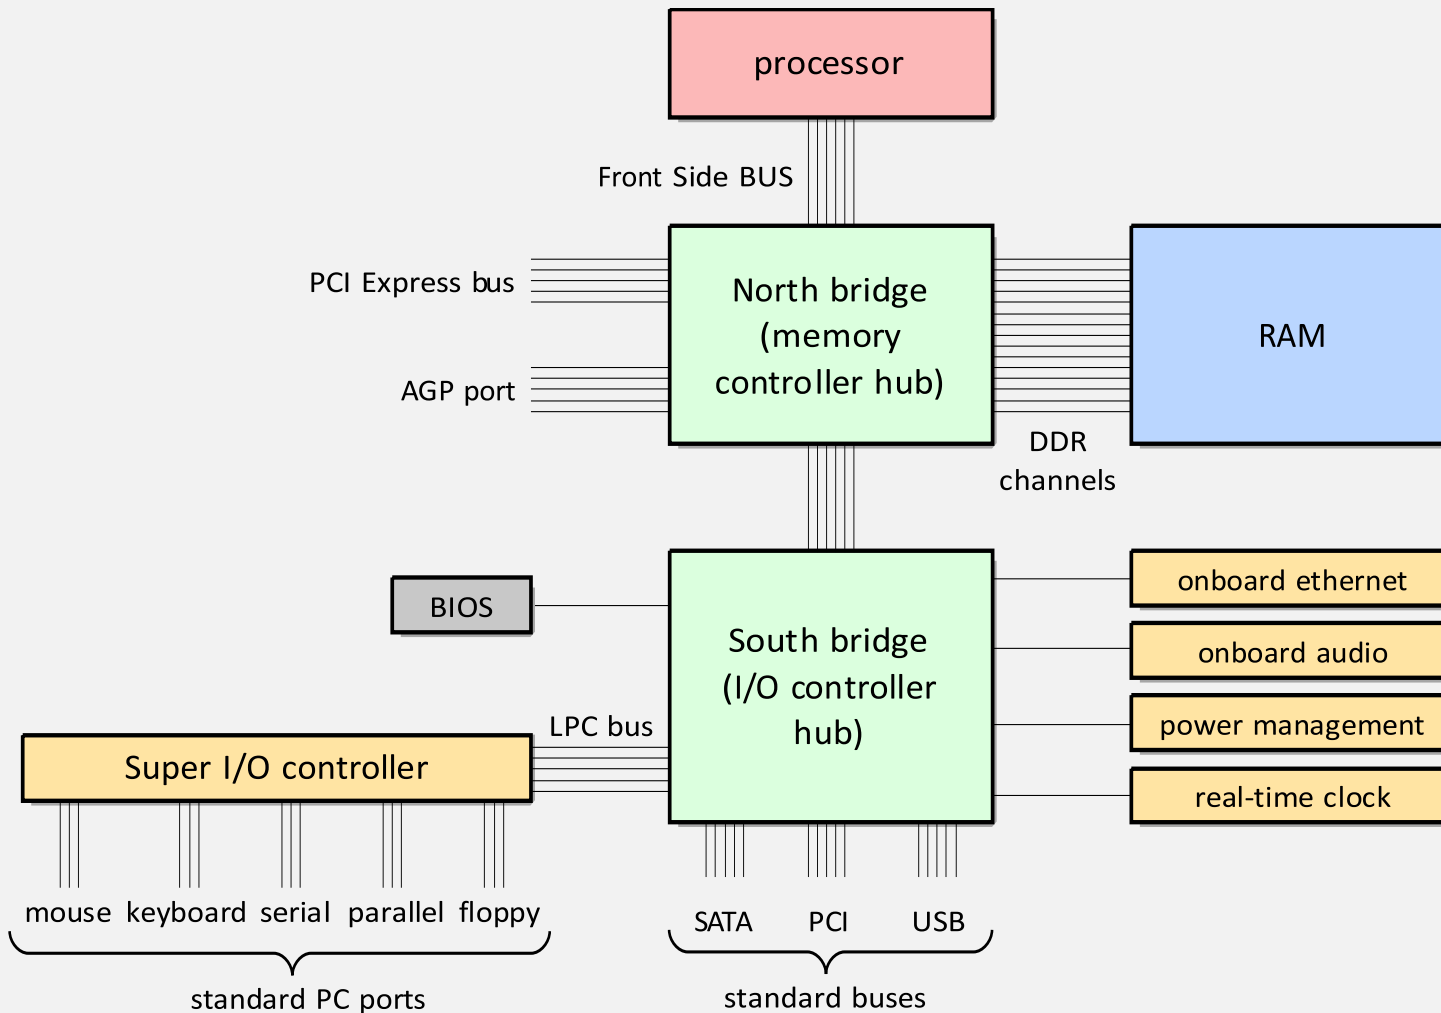 processor
Front Side BUS
PCI Express bus
North bridge
(memory
controller hub)
RAM
AGP port
DDR
channels
BIOS
South bridge
(I/O controller
hub)
onboard ethernet
onboard audio
power management
real-time clock
LPC bus
Super I/O controller
mouse keyboard serial parallel floppy
SATA PCI USB
standard PC ports
standard buses